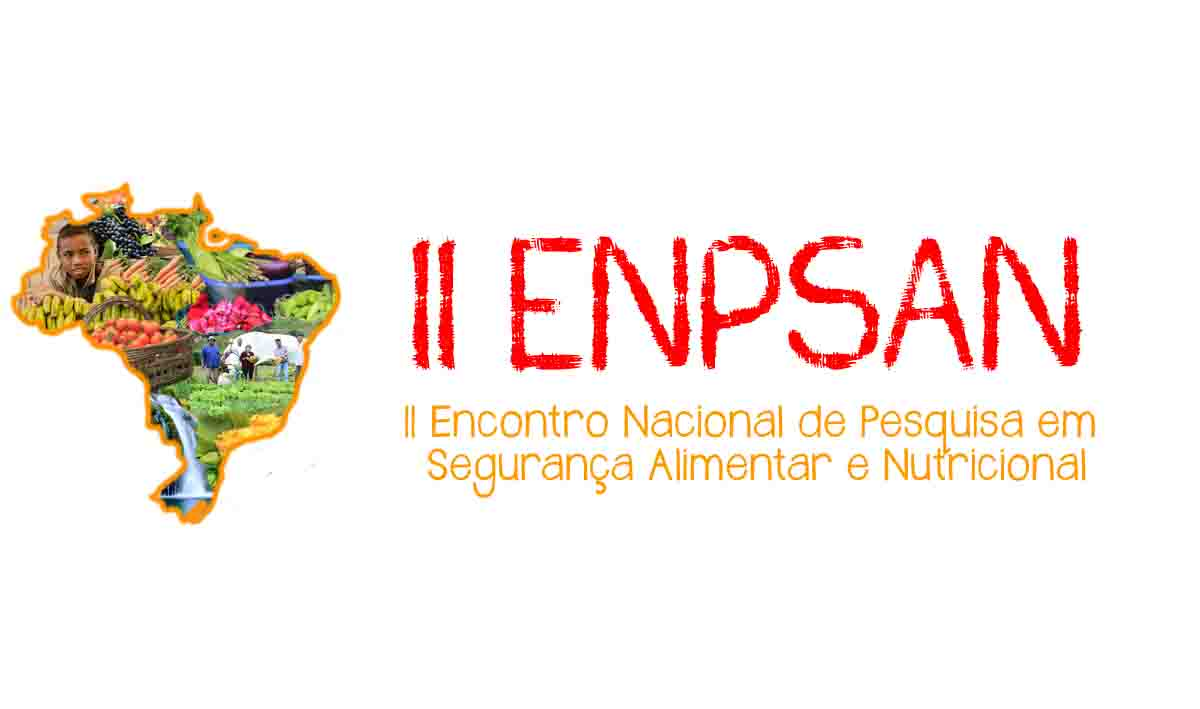 II ENPSAN
II Encontro Nacional de Pesquisa em
Segurança Alimentar e Nutricional